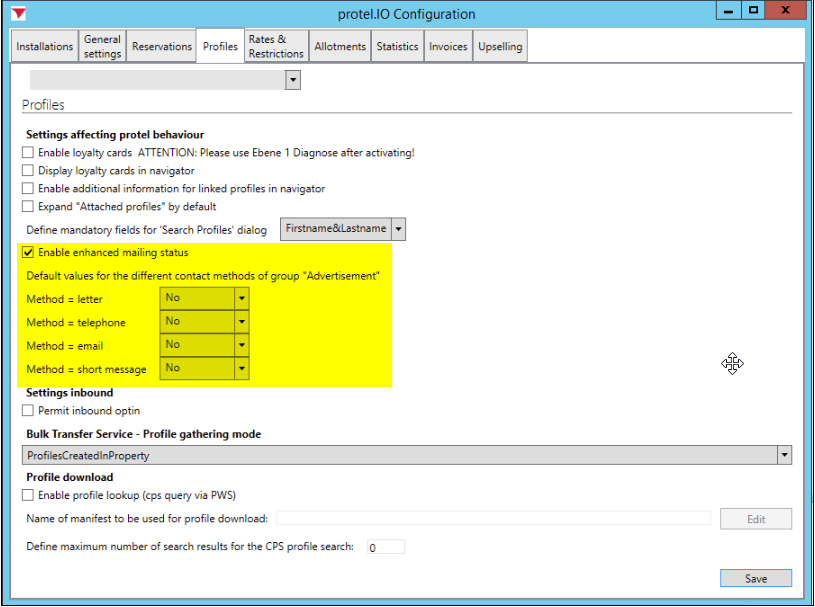 protel.IO Configuration
Installations
General
settings
Reservations
Profiles
Rates &
Restrictions
Allotments
Statistics
Invoices
Upselling
Profiles
Settings affecting protel behaviour
Enable loyalty cards  ATTENTION: Please use Ebene 1 Diagnose after activating!
Display loyalty cards in navigator
Enable additional information for linked profiles in navigator
Expand "Attached profiles" by default
Define mandatory fields for 'Search Profiles' dialog Firstname&Lastname
Enable enhanced mailing status
Default values for the different contact methods of group "Advertisement"
Method = letter No
Method = telephone No
Method = email No
Method = short message No
Settings inbound
Permit inbound optin
Bulk Transfer Service - Profile gathering mode
ProfilesCreatedInProperty
Profile download
Enable profile lookup (cps query via PWS)
Name of manifest to be used for profile download: Edit
Define maximum number of search results for the CPS profile search: 0
Save